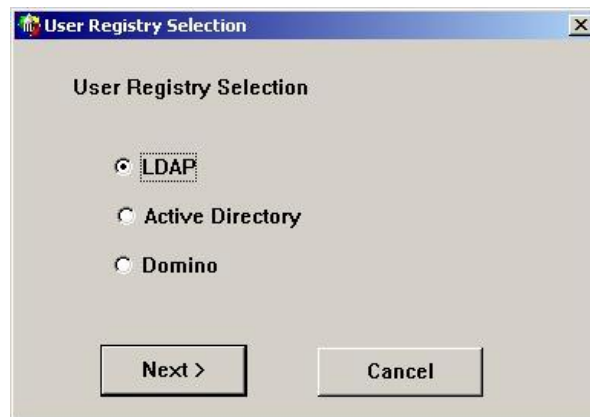 User Registry Selection
User Registry Selection
LDAP
Active Directory
Domino
Next > Cancel